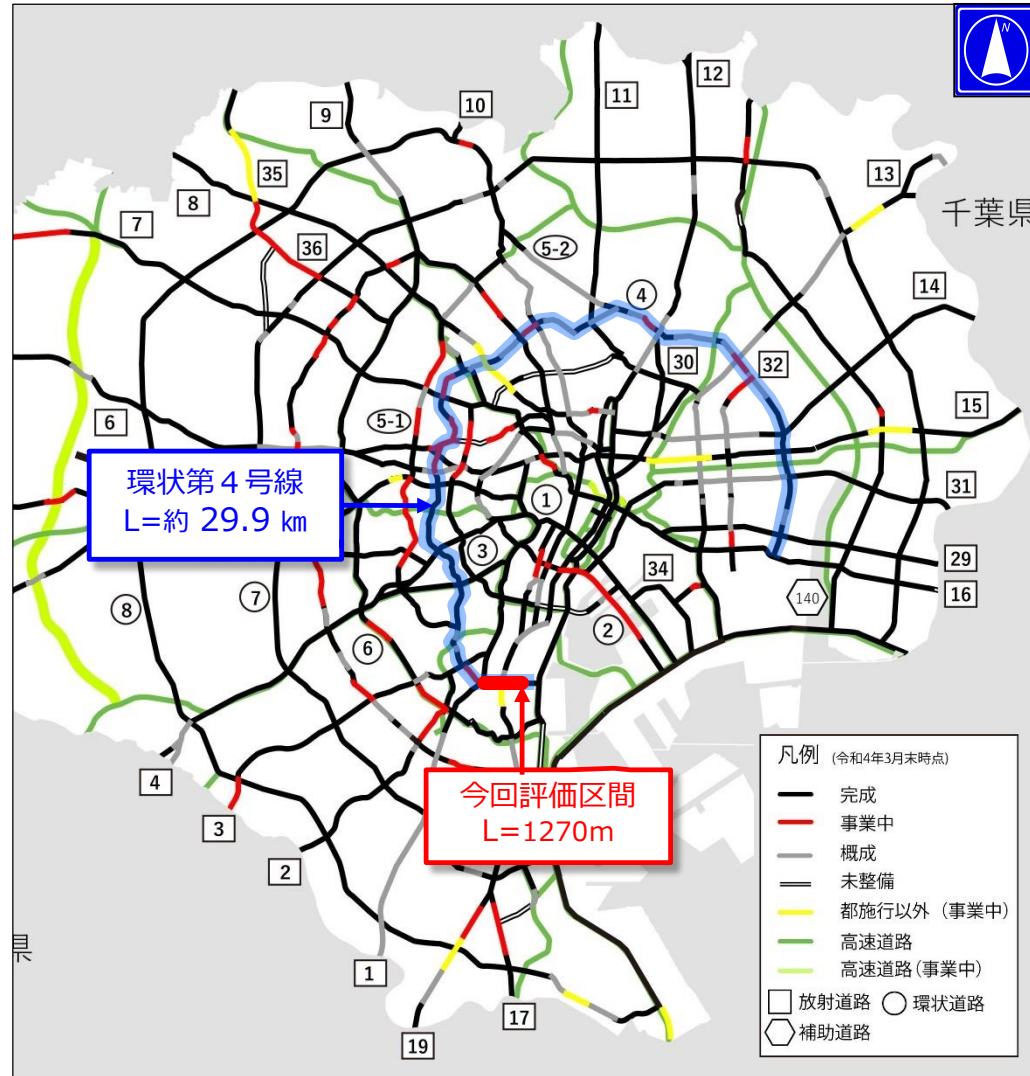 N
11
12
9
10
35
8
13
千葉県
7
36
5-2
14
4
30
32
6
5-1
15
環状第４号線
L=約 29.9 ㎞
1
31
3
34
29
8
7
2
140
16
6
4
今回評価区間
L=1270m
3
2
1
17
19
県
凡例 (令和4年3月末時点)
完成
事業中
概成
未整備
都施行以外（事業中）
高速道路
高速道路(事業中)
放射道路 環状道路
補助道路